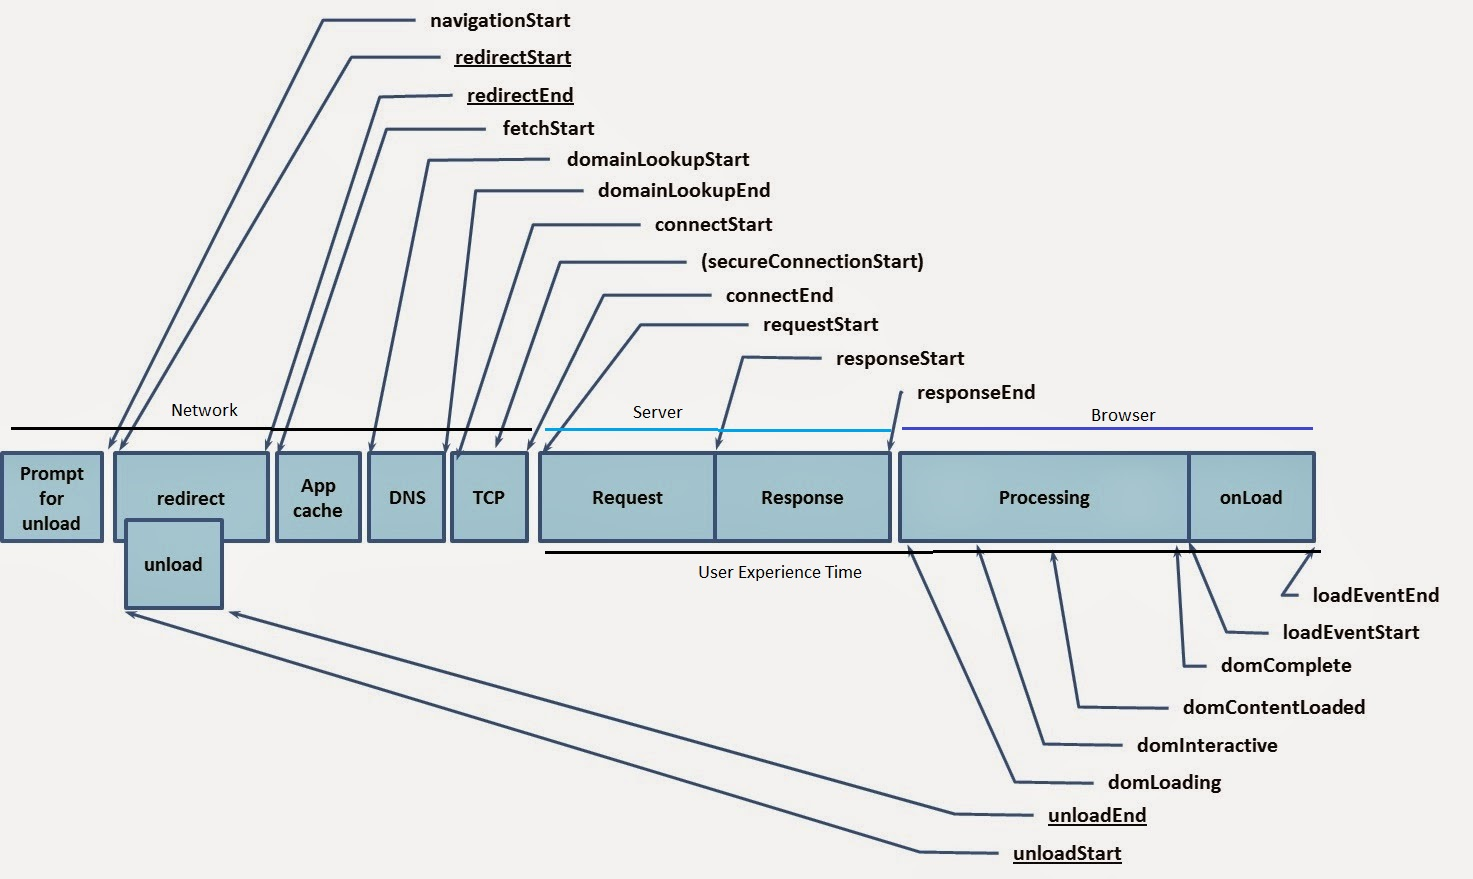 navigationStart
redirectStart
redirectEnd
fetchStart
domainLookupStart
domainLookupEnd
connectStart
(secureConnectionStart)
connectEnd
requestStart
responseStart
responseEnd
Network
Server
Browser
Prompt
for
unload
redirect
App
cache
DNS
TCP
Request
Response
Processing
onLoad
unload
User Experience Time
loadEventEnd
loadEventStart
domComplete
domContentLoaded
domInteractive
domLoading
unloadEnd
unloadStart